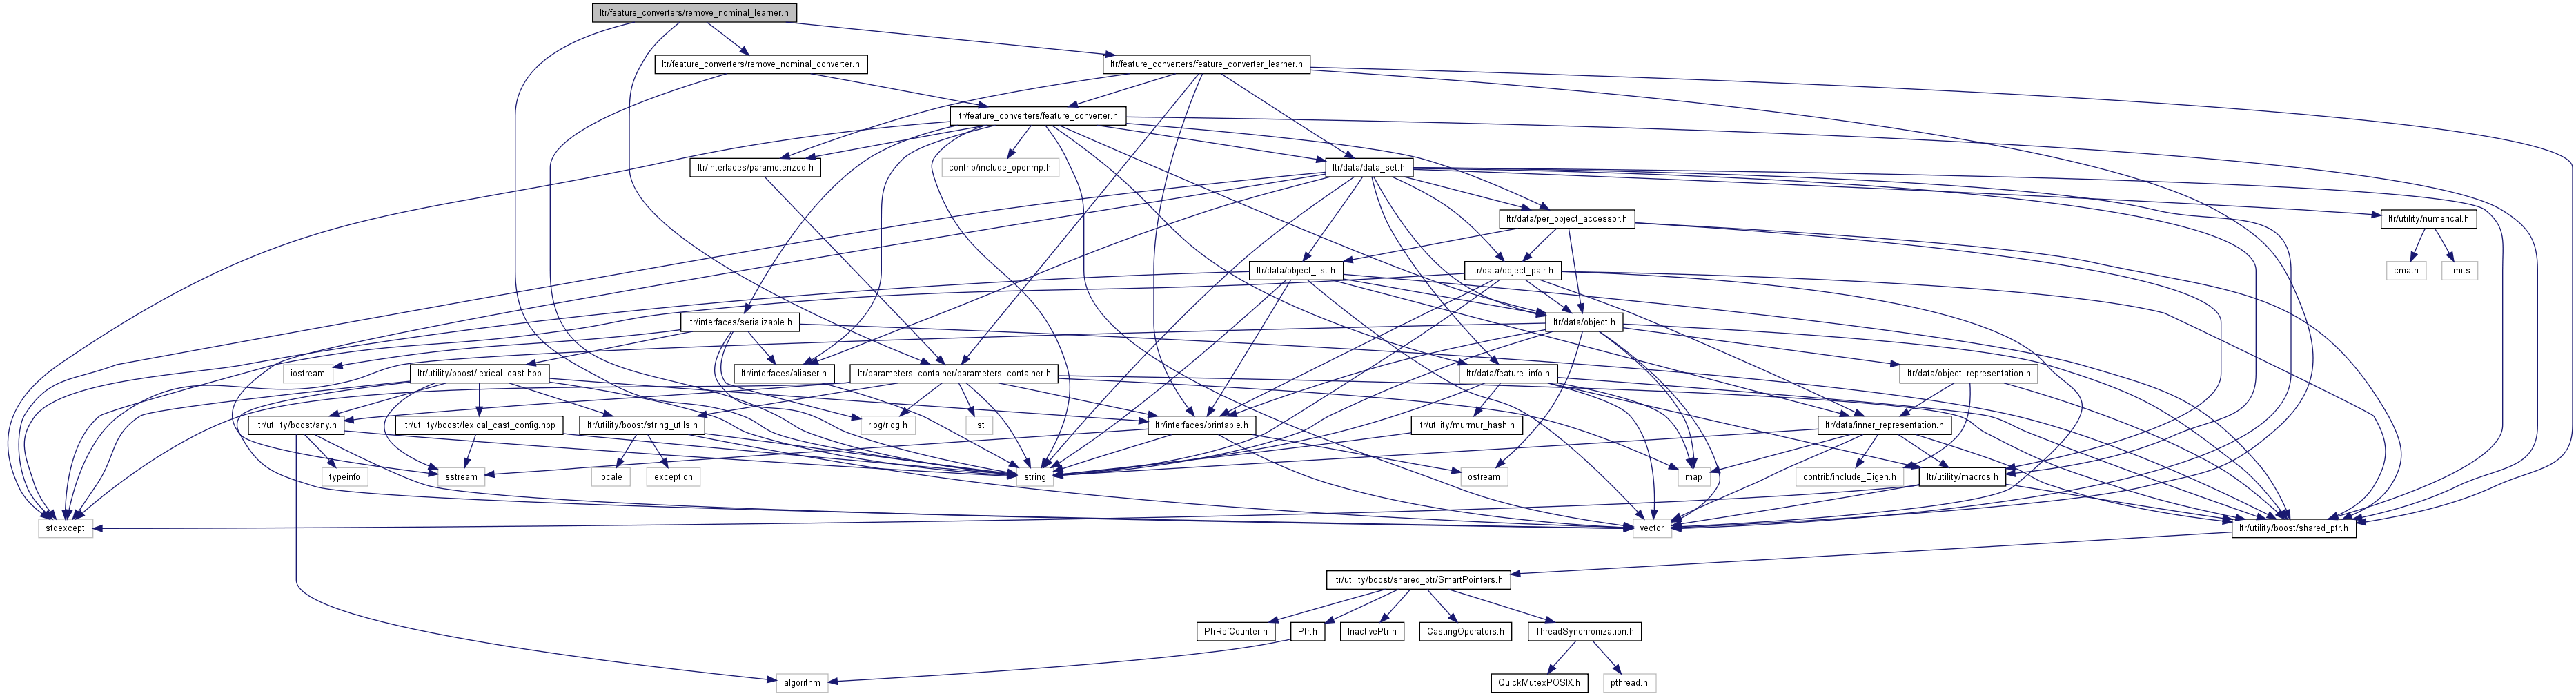 ltr/feature_converters/remove_nominal_learner.h
ltr/feature_converters/remove_nominal_converter.h
ltr/feature_converters/feature_converter_learner.h
ltr/feature_converters/feature_converter.h
ltr/interfaces/parameterized.h
contrib/include_openmp.h
ltr/data/data_set.h
ltr/data/per_object_accessor.h
ltr/utility/numerical.h
ltr/data/object_list.h
ltr/data/object_pair.h
cmath
limits
ltr/interfaces/serializable.h
ltr/data/object.h
iostream
ltr/utility/boost/lexical_cast.hpp
ltr/interfaces/aliaser.h
ltr/parameters_container/parameters_container.h
ltr/data/feature_info.h
ltr/data/object_representation.h
ltr/utility/boost/any.h
ltr/utility/boost/lexical_cast_config.hpp
ltr/utility/boost/string_utils.h
rlog/rlog.h
list
ltr/interfaces/printable.h
ltr/utility/murmur_hash.h
ltr/data/inner_representation.h
typeinfo
sstream
locale
exception
string
ostream
map
contrib/include_Eigen.h
ltr/utility/macros.h
stdexcept
vector
ltr/utility/boost/shared_ptr.h
ltr/utility/boost/shared_ptr/SmartPointers.h
PtrRefCounter.h
Ptr.h
InactivePtr.h
CastingOperators.h
ThreadSynchronization.h
algorithm
QuickMutexPOSIX.h
pthread.h